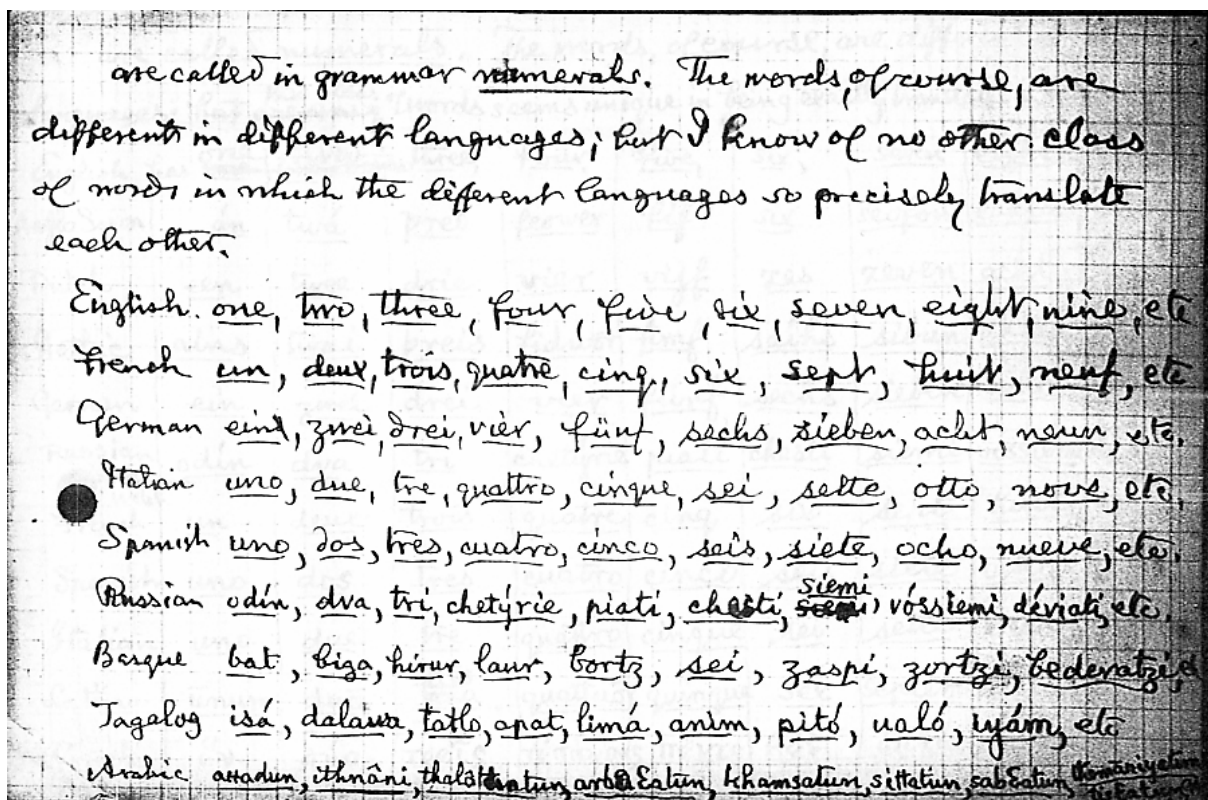 are called in grammar numerals. The words, of course, are
different in different languages; but I know of no other class
of words in which the different languages so precisely translate
each other.
English. one, two, three, four, five, six, seven, eight, nine, etc
French un, deux, trois, quatre, cinq, six, sept, huit, neuf, etc
German eins, zwei, drei, vier, fünf, sechs, sieben, acht, neun, etc.
Italian uno, due, tre, quattro, cinque, sei, sette, otto, nove, etc.
Spanish uno, dos, tres, cuatro, cinco, seis, siete, ocho, nueve, etc.
siemi
Russian odín, dva, tri, chetýrie, piatí, chestí, vóssiemi, déviati, etc.
Basque bat, biga, hirur, laur, bortz, sei, zaspi, zortzi, bederatzi, &
Tagalog isá, dalawa, tatlo, apat, limá, anim, pitó, ualó, iyám, etc
Arabic ithnâni, khamsatun, sittatun, sabEatun,